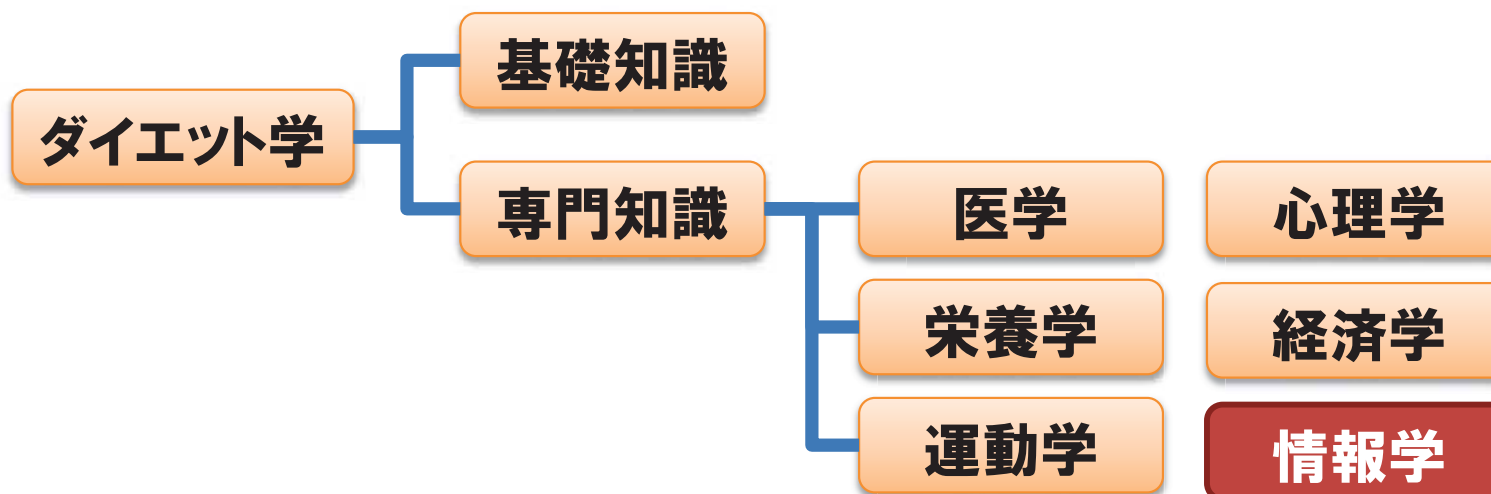 ダイエット学
基礎知識
専門知識
医学
心理学
栄養学
経済学
運動学
情報学